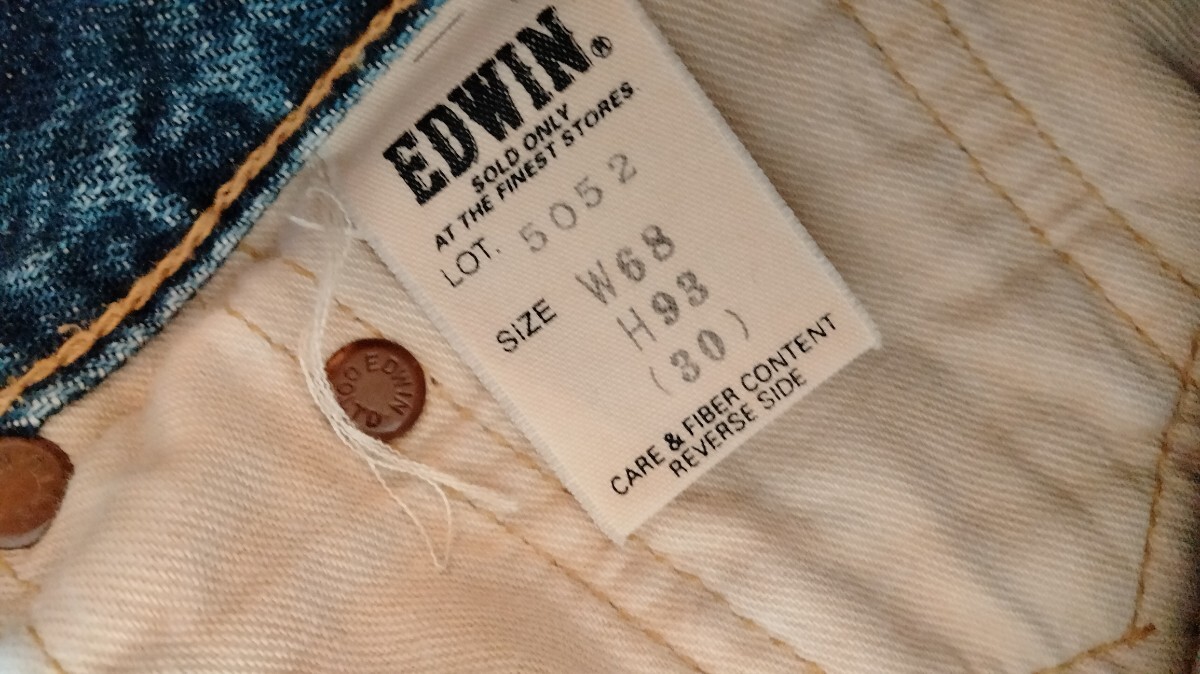 EDWIN®
SOLD ONLY
AT THE FINEST STORES
LOT. 5052
SiZE W68
H93
(30)
CARE & FIBER CONTENT
REVERSE SIDE
EDWIN